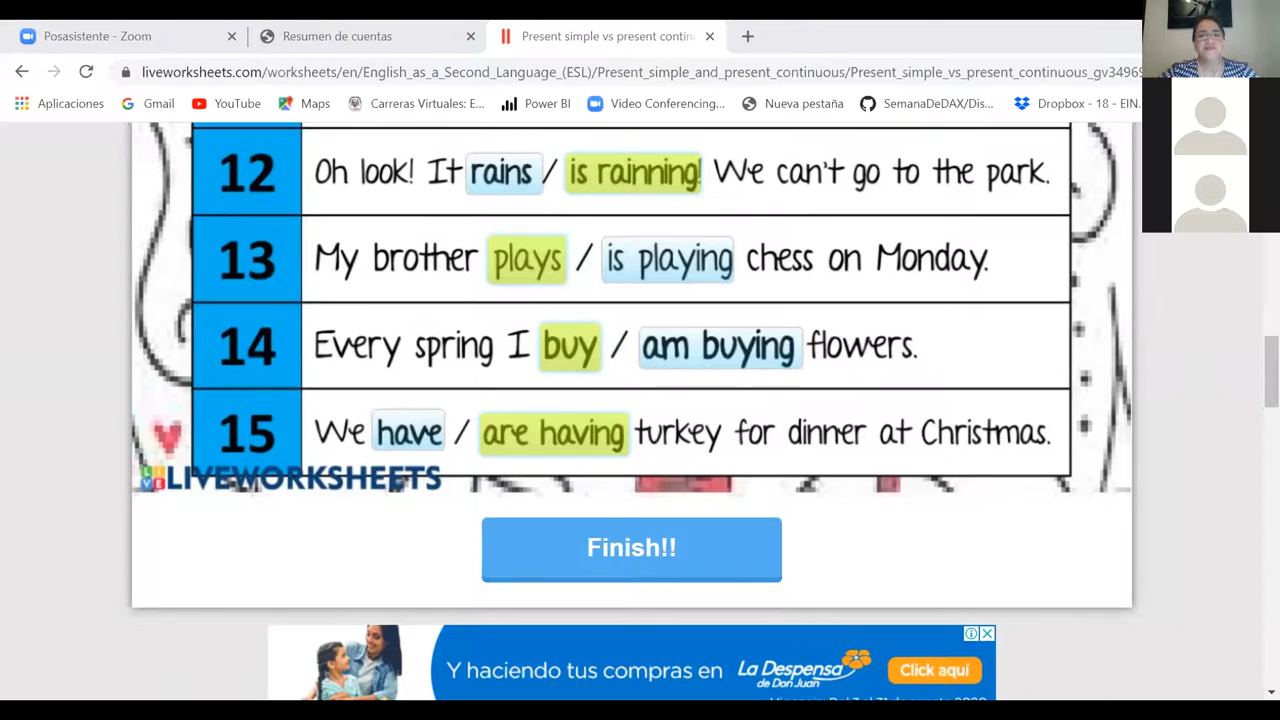 Posasistente - Zoom
Resumen de cuentas
Present simple vs present contin
liveworksheets.com/worksheets/en/English_as_a_Second_Language_(ESL)/Present_simple_and_present_continuous/Present_simple_vs_present_continuous_gv34969
Aplicaciones
Gmail
YouTube
Maps
Carreras Virtuales: E...
Power BI
Video Conferencing...
Nueva pestaña
SemanaDeDAX/Dis...
Dropbox - 18 - EIN.
12 Oh look! It rains / is rainning! We can't go to the park.
13 My brother plays / is playing chess on Monday.
14 Every spring I buy / am buying flowers.
15 We have / are having turkey for dinner at Christmas.
LIVEWORKSHEETS
Finish!!
Y haciendo tus compras en La Despensa de Don Juan
Click aquí